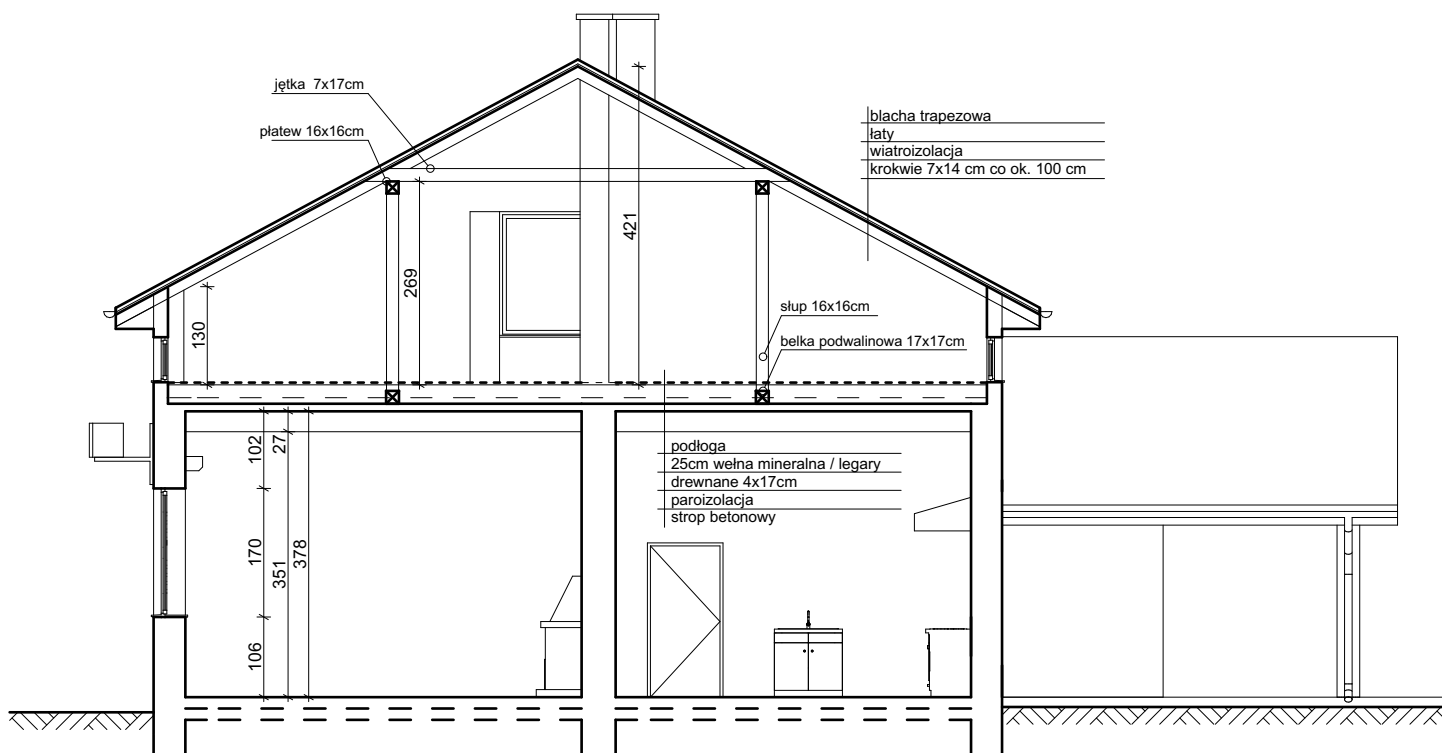 jętka 7x17cm
płatew 16x16cm
blacha trapezowa
łaty
wiatroizolacja
krokwie 7x14 cm co ok. 100 cm
421
269
130
słup 16x16cm
belka podwalinowa 17x17cm
102
27
podłoga
25cm wełna mineralna / legary
drewnane 4x17cm
paroizolacja
strop betonowy
170
351
378
106